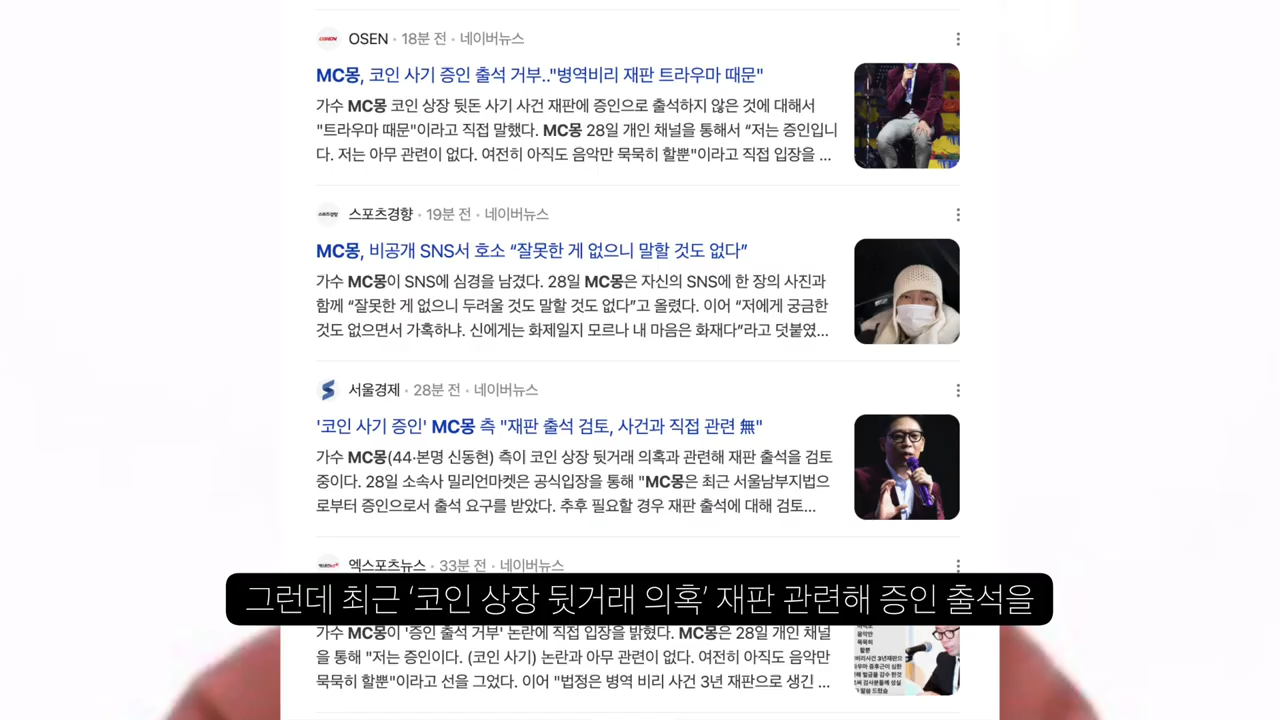 OSEN · 18분 전 · 네이버뉴스
MC몽, 코인 사기 증인 출석 거부.."병역비리 재판 트라우마 때문"
가수 MC몽 코인 상장 뒷돈 사기 사건 재판에 증인으로 출석하지 않은 것에 대해서
"트라우마 때문"이라고 직접 말했다. MC몽 28일 개인 채널을 통해서 “저는 증인입니
다. 저는 아무 관련이 없다. 여전히 아직도 음악만 묵묵히 할뿐"이라고 직접 입장을 ...
스포츠경향 · 19분 전 · 네이버뉴스
MC몽, 비공개 SNS서 호소 “잘못한 게 없으니 말할 것도 없다”
가수 MC몽이 SNS에 심경을 남겼다. 28일 MC몽은 자신의 SNS에 한 장의 사진과
함께 “잘못한 게 없으니 두려울 것도 말할 것도 없다”고 올렸다. 이어 “저에게 궁금한
것도 없으면서 가혹하냐. 신에게는 화제일지 모르나 내 마음은 화재다”라고 덧붙였...
서울경제 · 28분 전 · 네이버뉴스
'코인 사기 증인' MC몽 측 "재판 출석 검토, 사건과 직접 관련 無"
가수 MC몽(44·본명 신동현) 측이 코인 상장 뒷거래 의혹과 관련해 재판 출석을 검토
중이다. 28일 소속사 밀리언마켓은 공식입장을 통해 "MC몽은 최근 서울남부지법으
로부터 증인으로서 출석 요구를 받았다. 추후 필요할 경우 재판 출석에 대해 검토...
엑스포츠뉴스 · 33분 전 · 네이버뉴스
그런데 최근 ‘코인 상장 뒷거래 의혹’ 재판 관련해 증인 출석을
가수 MC몽이 '증인 출석 거부' 논란에 직접 입장을 밝혔다. MC몽은 28일 개인 채널
을 통해 "저는 증인이다. (코인 사기) 논란과 아무 관련이 없다. 여전히 아직도 음악만
묵묵히 할뿐"이라고 선을 그었다. 이어 "법정은 병역 비리 사건 3년 재판으로 생긴 ...
음악만
묵묵히
할뿐